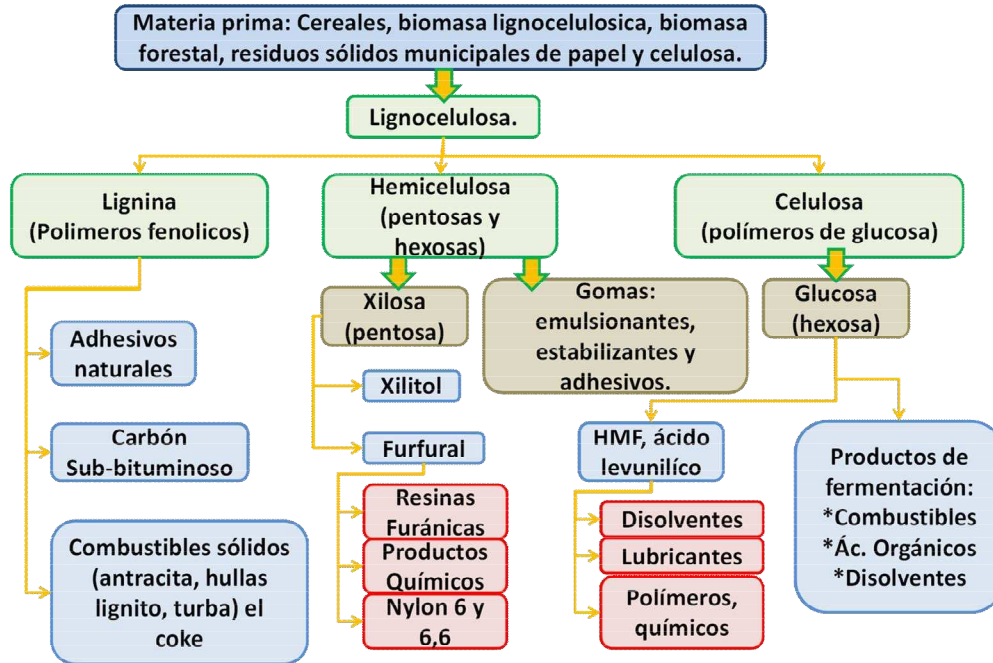 Materia prima: Cereales, biomasa lignocelulosica, biomasa
forestal, residuos sólidos municipales de papel y celulosa.
Lignocelulosa.
Lignina
(Polimeros fenolicos)
Hemicelulosa
(pentosas y
hexosas)
Celulosa
(polímeros de glucosa)
Xilosa
(pentosa)
Gomas:
emulsionantes,
estabilizantes y
adhesivos.
Glucosa
(hexosa)
Adhesivos
naturales
Carbón
Sub-bituminoso
Combustibles sólidos
(antracita, hullas
lignito, turba) el
coke
Xilitol
Furfural
Resinas
Furánicas
Productos
Químicos
Nylon 6 y
6,6
HMF, ácido
levunilíco
Disolventes
Lubricantes
Polímeros,
químicos
Productos de
fermentación:
*Combustibles
*Ác. Orgánicos
*Disolventes